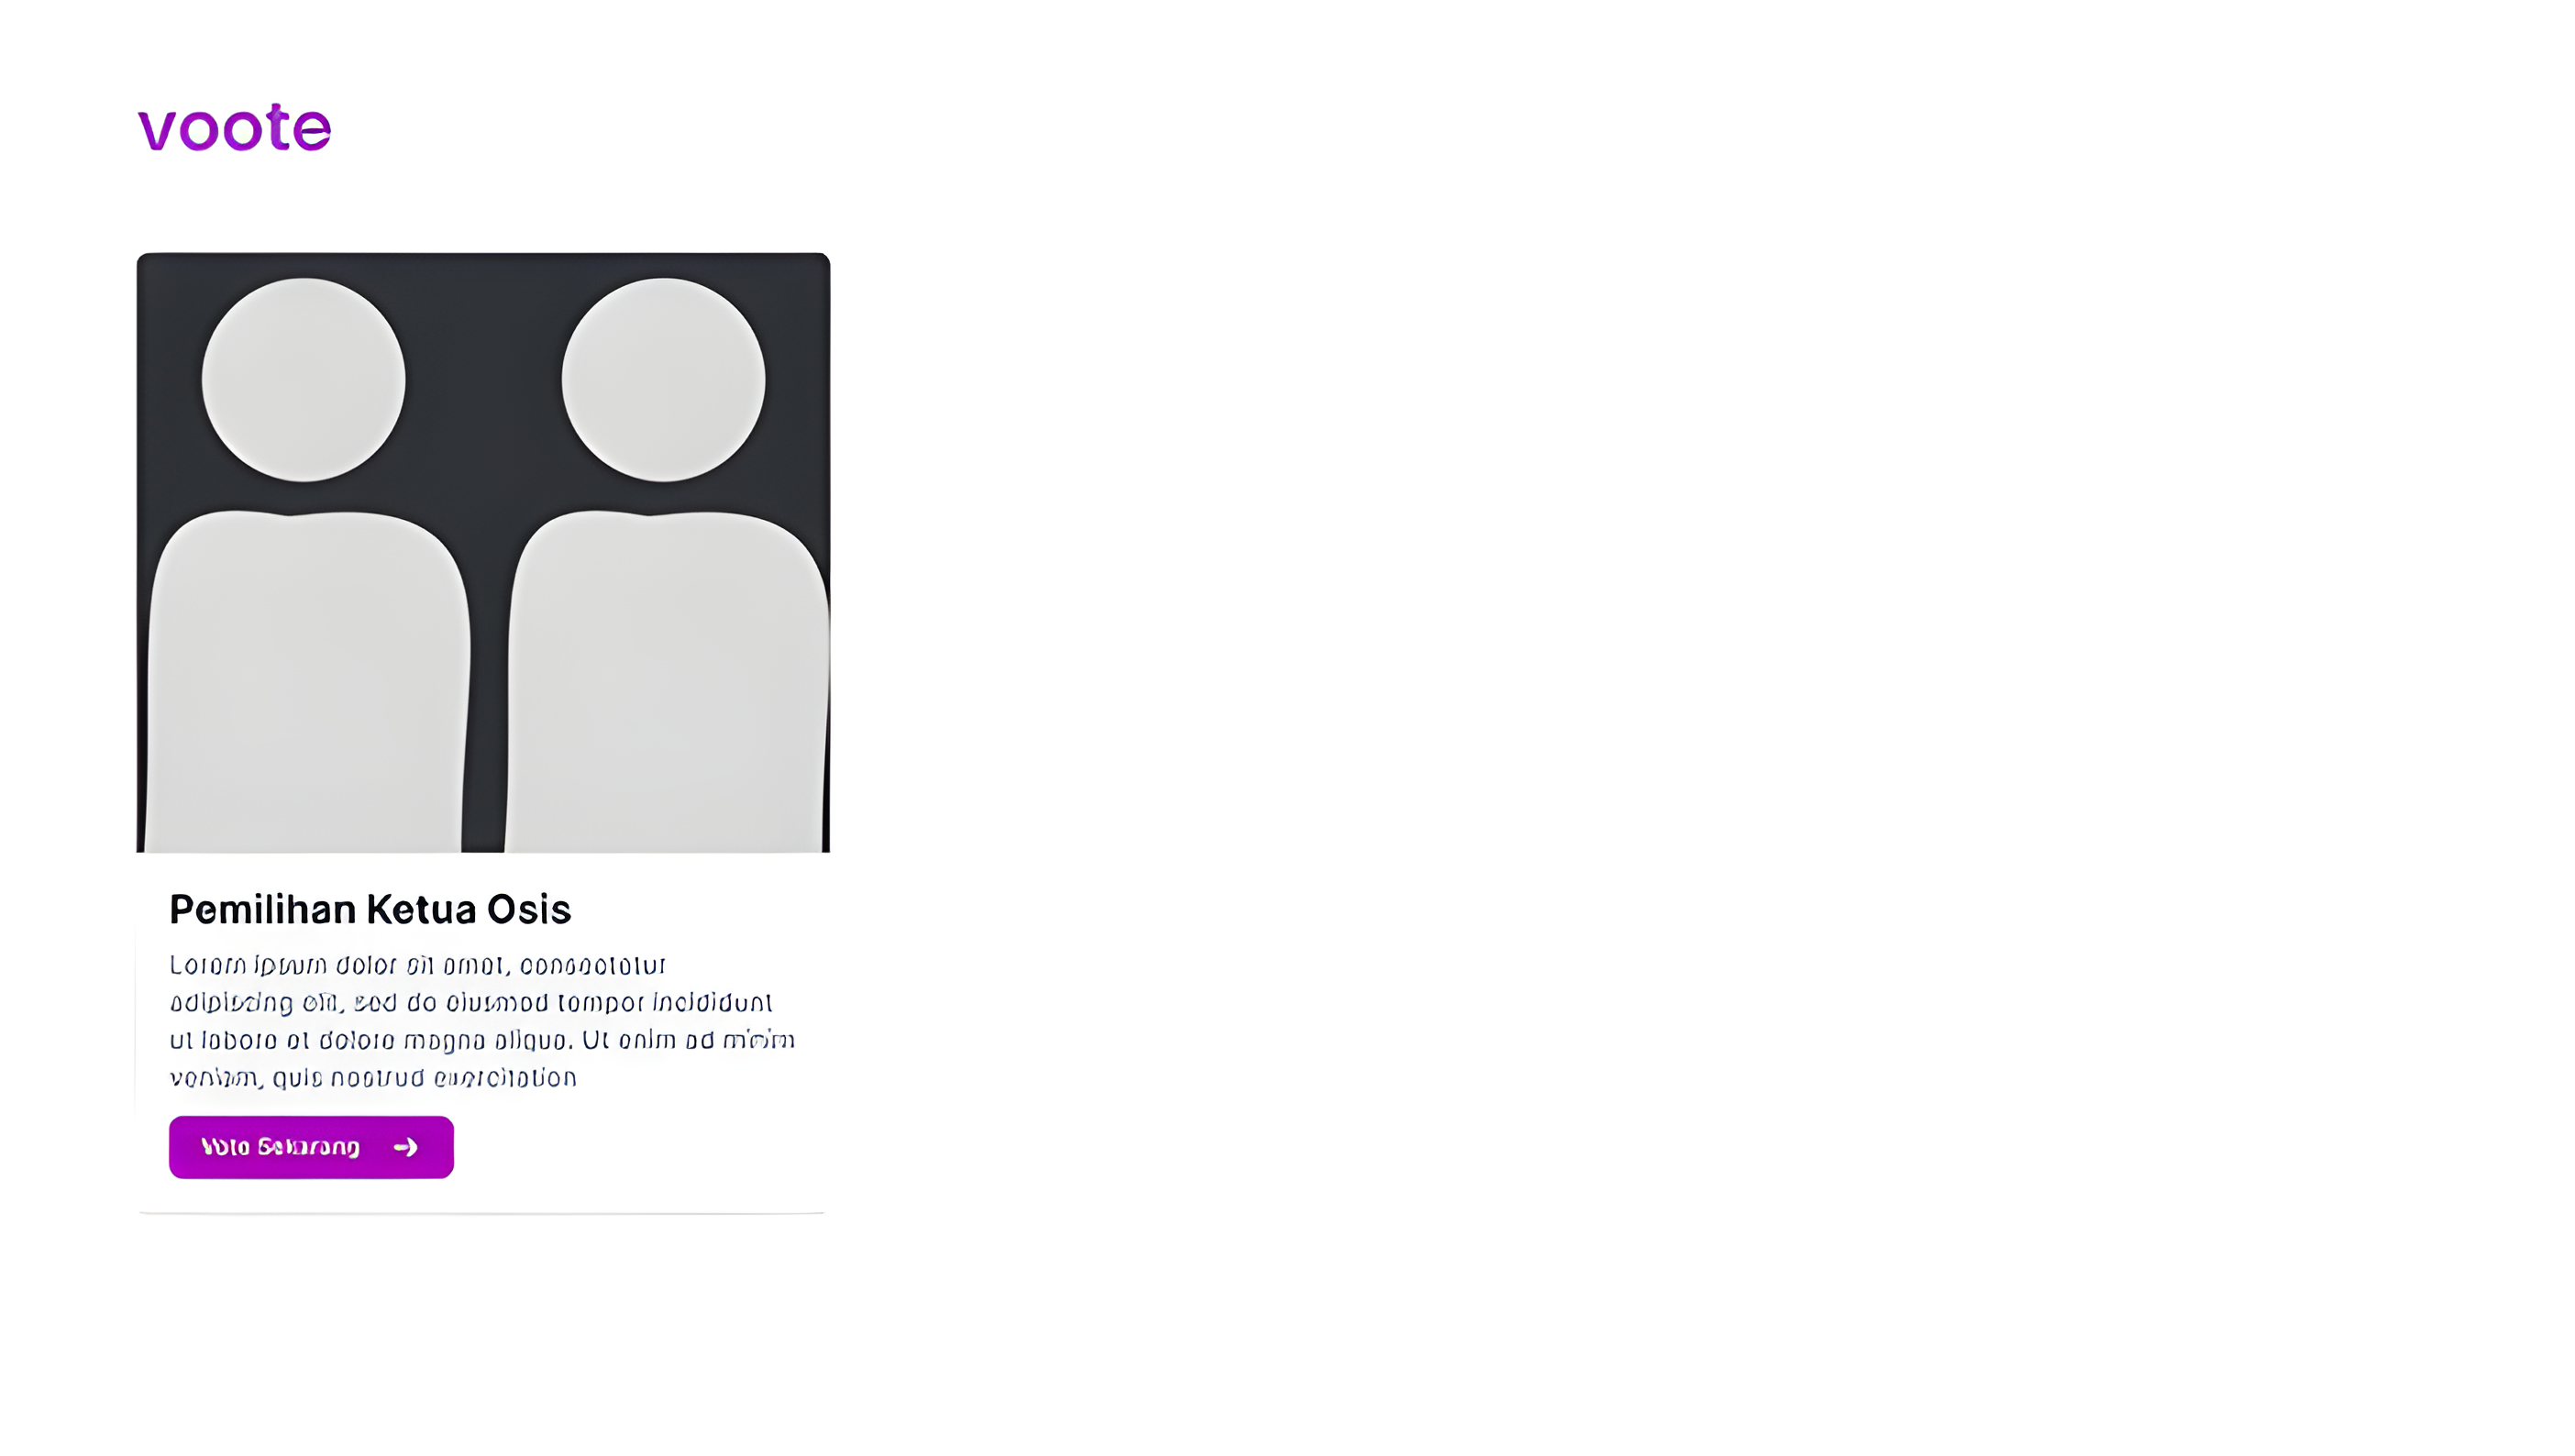 voote
Pemilihan Ketua Osis
Lorem ipsum dolor sit amet, consectetur
adipiscing elit, sed do eiusmod tempor incididunt
ut labore et dolore magna aliqua. Ut enim ad minim
veniam, quis nostrud exercitation
Vote Sekarang